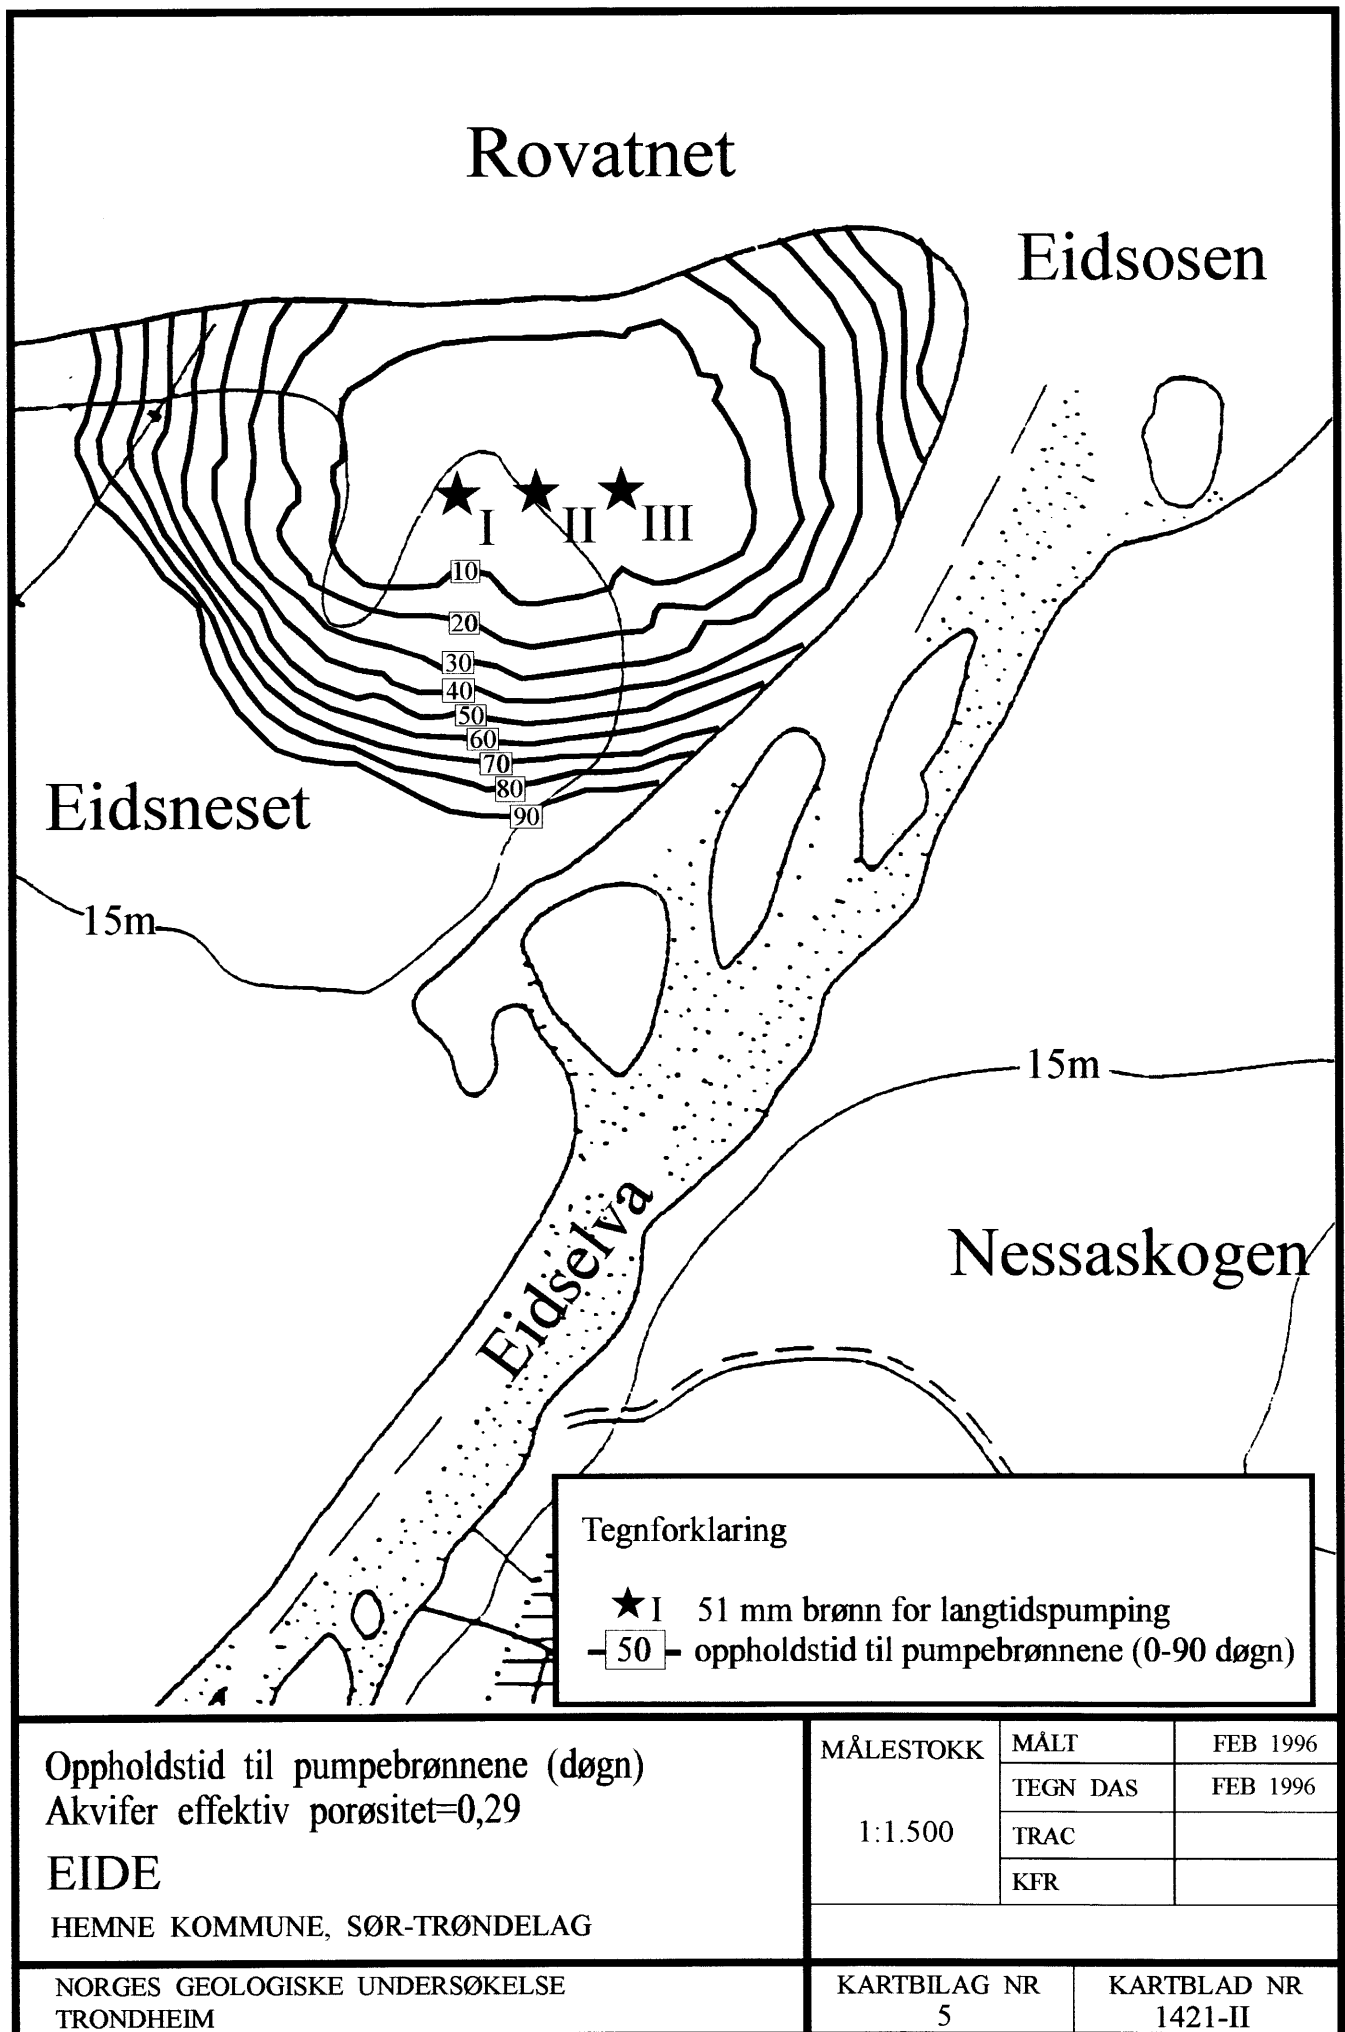 Rovatnet
Eidsosen
I
II
III
10
20
30
40
50
60
70
80
90
Eidsneset
15m
15m
Eidselva
Nessaskogen
Tegnforklaring
I 51 mm brønn for langtidspumping
50 oppholdstid til pumpebrønnene (0-90 døgn)
Oppholdstid til pumpebrønnene (døgn)
Akvifer effektiv porøsitet=0,29
EIDE
HEMNE KOMMUNE, SØR-TRØNDELAG
MÅLESTOKK
1:1.500
MÅLT FEB 1996
TEGN DAS FEB 1996
TRAC
KFR
NORGES GEOLOGISKE UNDERSØKELSE
TRONDHEIM
KARTBILAG NR
5
KARTBLAD NR
1421-II